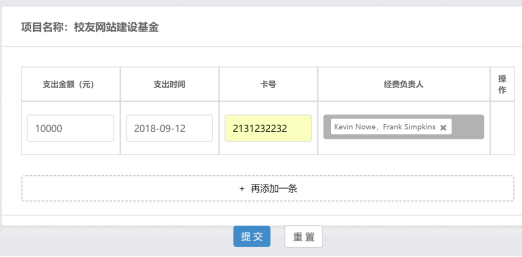 项目名称：校友网站建设基金
支出金额（元） 支出时间 卡号 经费负责人 操作
10000 2018-09-12 2131232232 Kevin Nowe，Frank Simpkins ×
+ 再添加一条
提交 重置